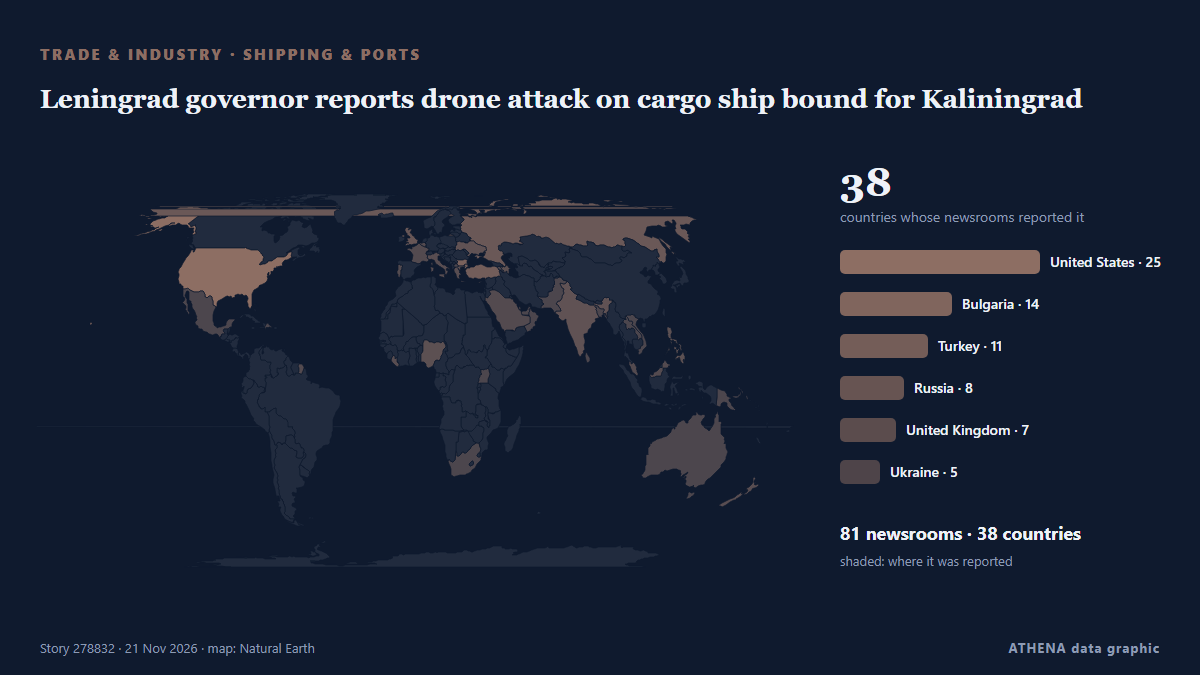 TRADE & INDUSTRY · SHIPPING & PORTS
Leningrad governor reports drone attack on cargo ship bound for Kaliningrad
38
countries whose newsrooms reported it
United States · 25
Bulgaria · 14
Turkey · 11
Russia · 8
United Kingdom · 7
Ukraine · 5
81 newsrooms · 38 countries
shaded: where it was reported
Story 278832 · 21 Nov 2026 · map: Natural Earth
ATHENA data graphic